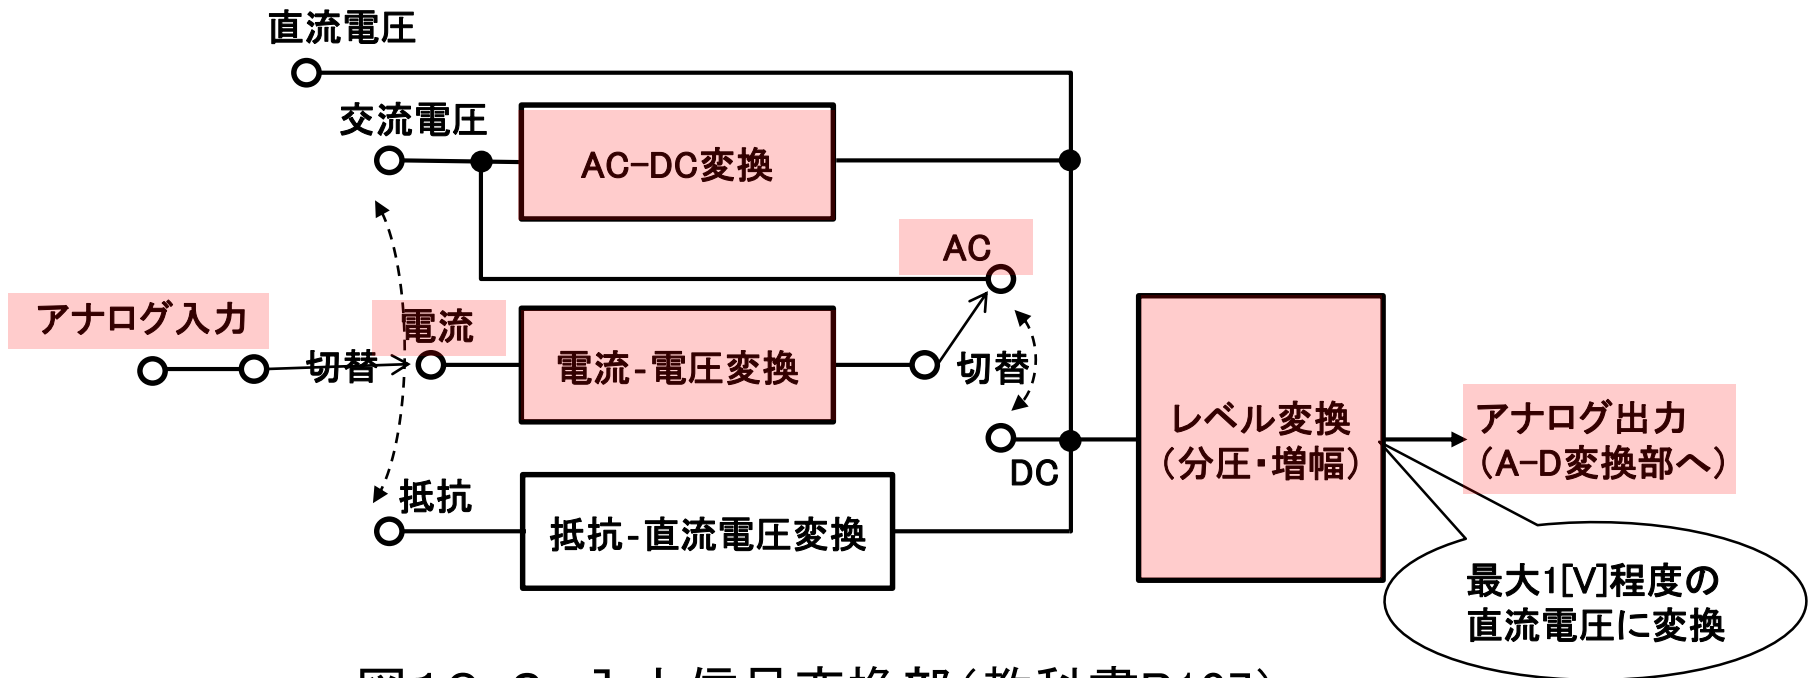 直流電圧
交流電圧
AC-DC変換
AC
アナログ入力
切替
電流
電流-電圧変換
切替
DC
抵抗
抵抗-直流電圧変換
レベル変換
(分圧・増幅)
アナログ出力
(A-D変換部へ)
最大1[V]程度の
直流電圧に変換